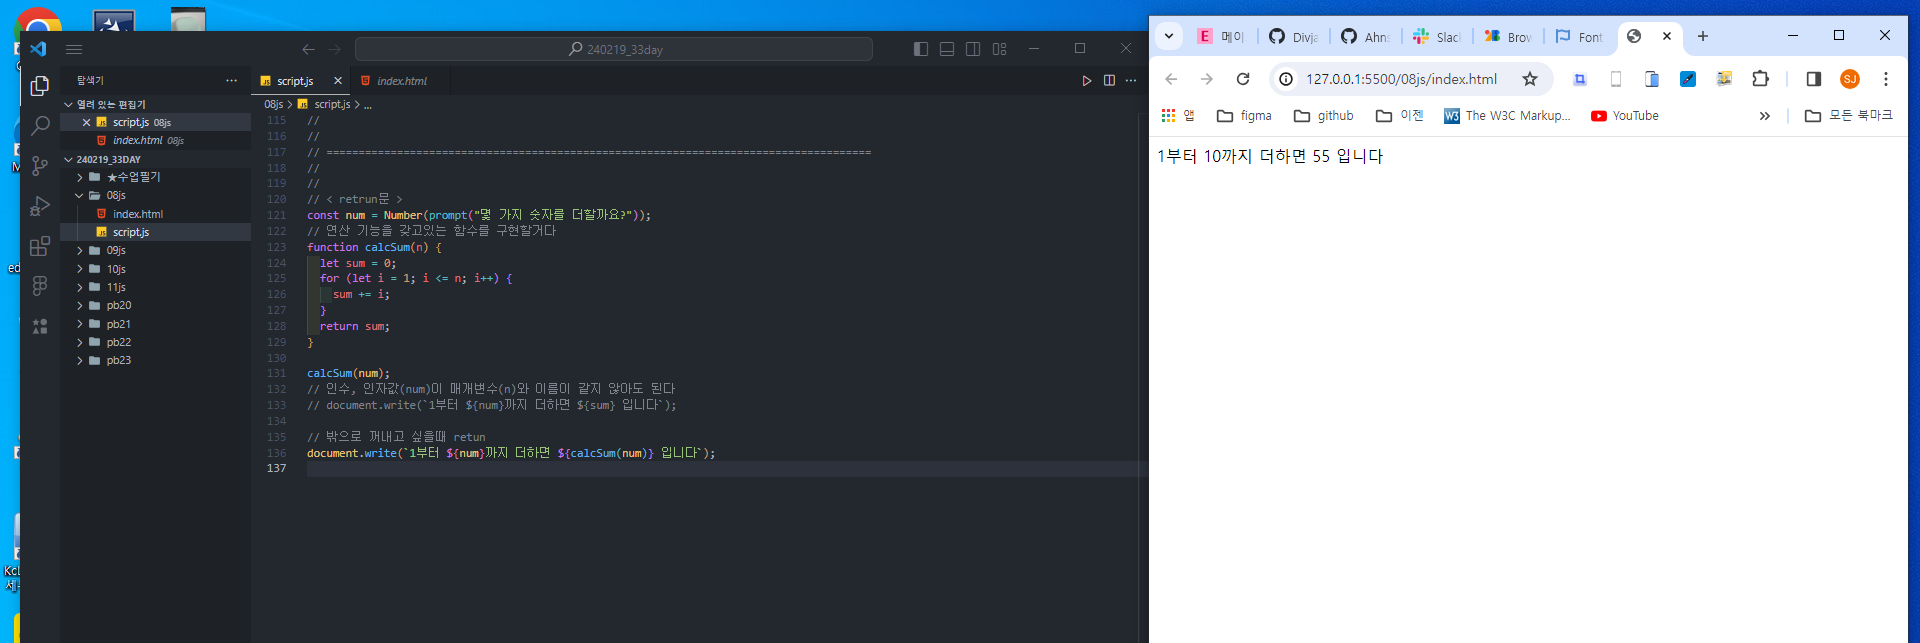 240219_33day
탐색기
script.js
index.html
열려 있는 편집기
script.js 08js
index.html 08js
240219_33DAY
★수업필기
08js
index.html
script.js
09js
10js
11js
pb20
pb21
pb22
pb23
08js > script.js > ...
115 //
116 //
117 // =====================================================================================
118 //
119 //
120 // < retrun문 >
121 const num = Number(prompt("몇 가지 숫자를 더할까요?"));
122 // 연산 기능을 갖고있는 함수를 구현할거다
123 function calcSum(n) {
124 let sum = 0;
125 for (let i = 1; i <= n; i++) {
126 sum += i;
127 }
128 return sum;
129 }
130
131 calcSum(num);
132 // 인수, 인자값(num)이 매개변수(n)와 이름이 같지 않아도 된다
133 // document.write(`1부터 ${num}까지 더하면 ${sum} 입니다`);
134
135 // 밖으로 꺼내고 싶을때 retun
136 document.write(`1부터 ${num}까지 더하면 ${calcSum(num)} 입니다`);
137
E 메이
Divja
Ahn
Slac
Brow
Font
127.0.0.1:5500/08js/index.html
SJ
앱
figma
github
이젠
W3 The W3C Markup...
YouTube
모든 북마크
1부터 10까지 더하면 55 입니다